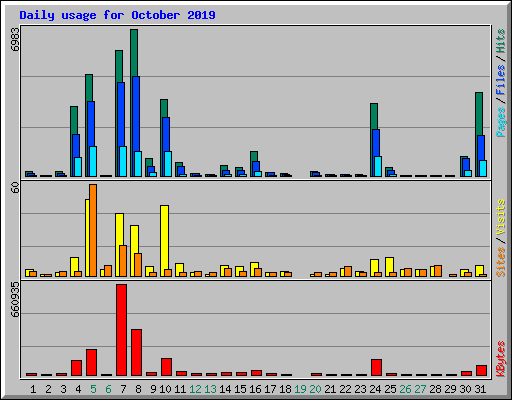 Daily usage for October 2019
6983
Pages / Files / Hits
60
Sites / Visits
660935
KBytes
1 2 3 4 5 6 7 8 9 10 11 12 13 14 15 16 17 18 19 20 21 22 23 24 25 26 27 28 29 30 31